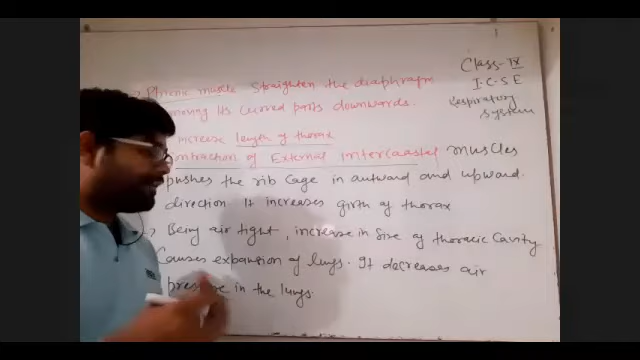 Class-IX
I.C.S.E
Respiratory
system
Phrenic muscle straighten the diaphragm
moving its curved parts downwards.
increase length of thorax
contraction of External intercoastel muscles
pushes the rib cage in outward and upward
direction. It increases girth of thorax
→ Being air tight, increase in size of thoracic cavity
Causes expansion of lungs. It decreases air
pressure in the lungs.